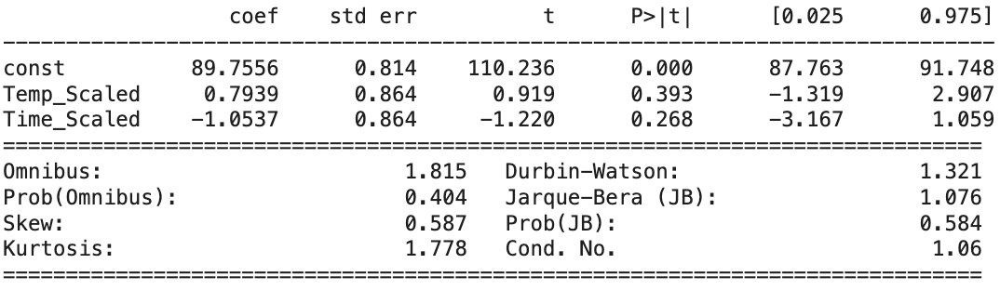 coef std err t P>|t| [0.025 0.975]
------------------------------------------------------------------------------
const 89.7556 0.814 110.236 0.000 87.763 91.748
Temp_Scaled 0.7939 0.864 0.919 0.393 -1.319 2.907
Time_Scaled -1.0537 0.864 -1.220 0.268 -3.167 1.059
==============================================================================
Omnibus: 1.815 Durbin-Watson: 1.321
Prob(Omnibus): 0.404 Jarque-Bera (JB): 1.076
Skew: 0.587 Prob(JB): 0.584
Kurtosis: 1.778 Cond. No. 1.06
==============================================================================